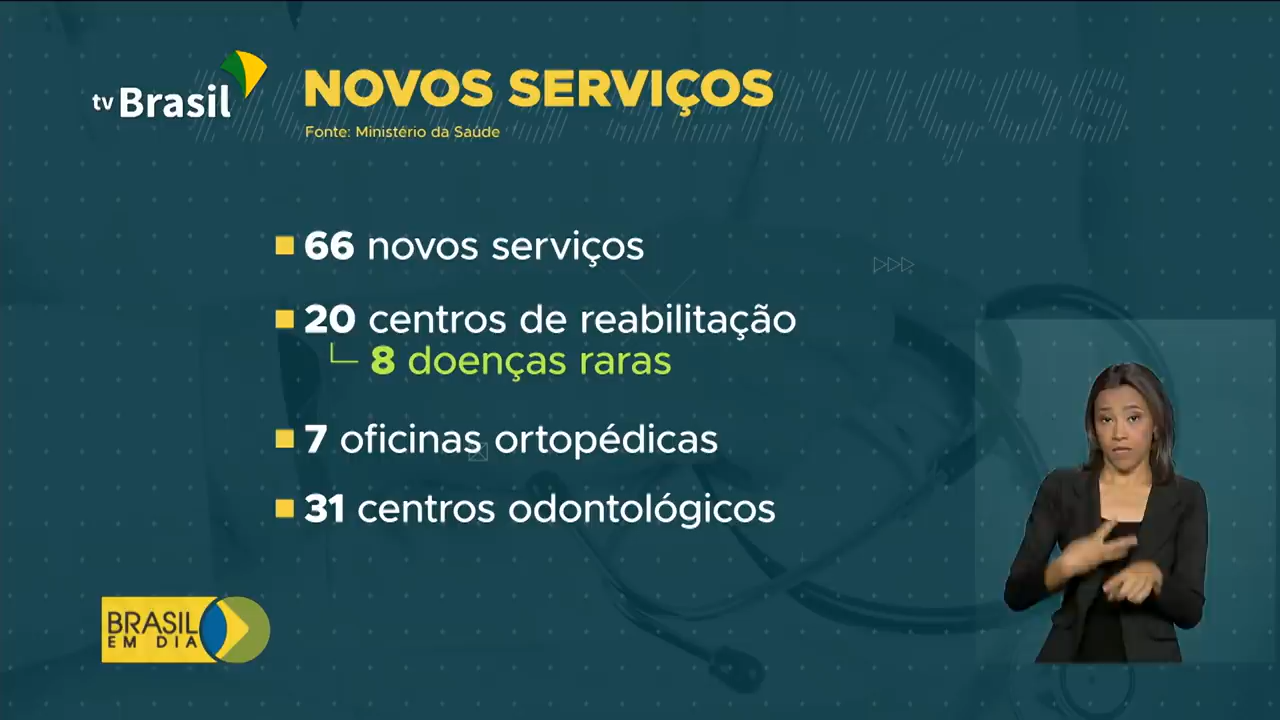 tv Brasil
NOVOS SERVIÇOS
Fonte: Ministério da Saúde
66 novos serviços
20 centros de reabilitação
8 doenças raras
7 oficinas ortopédicas
31 centros odontológicos
BRASIL
EM DIA